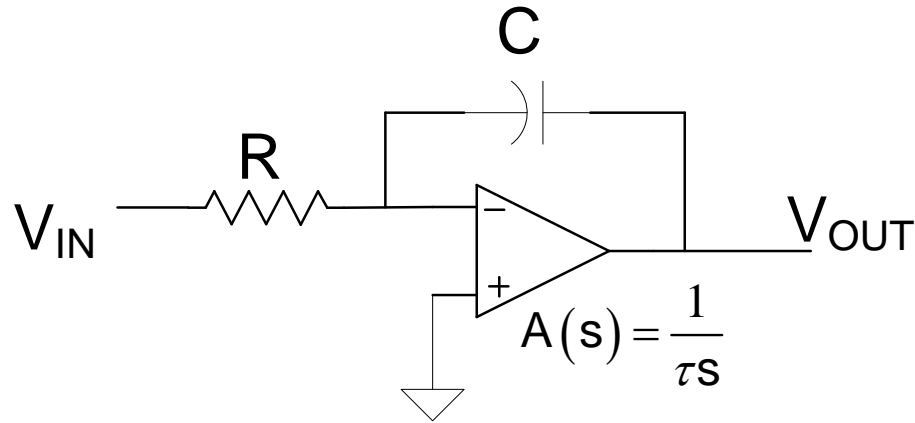 C
R
V_IN
−
+
V_OUT
A(s) = 1/τs